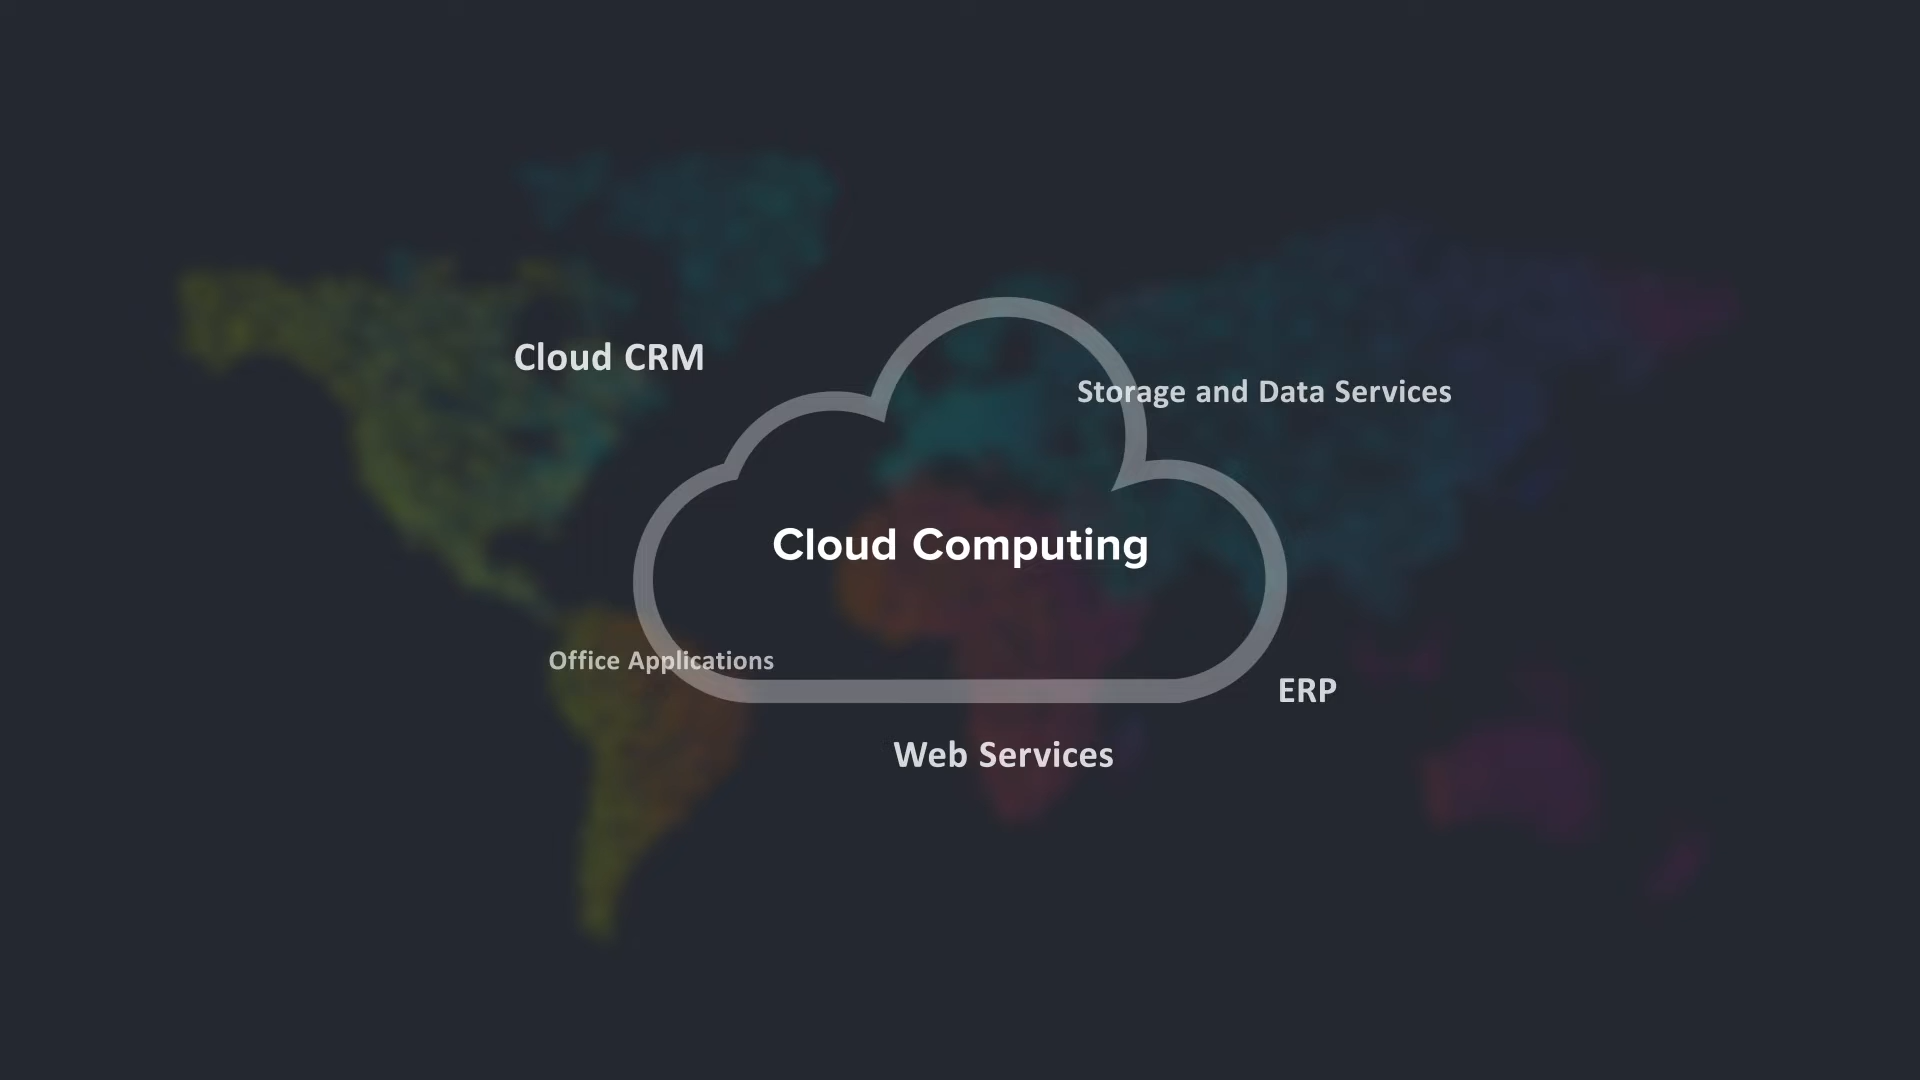 Cloud CRM
Storage and Data Services
Cloud Computing
Office Applications
ERP
Web Services